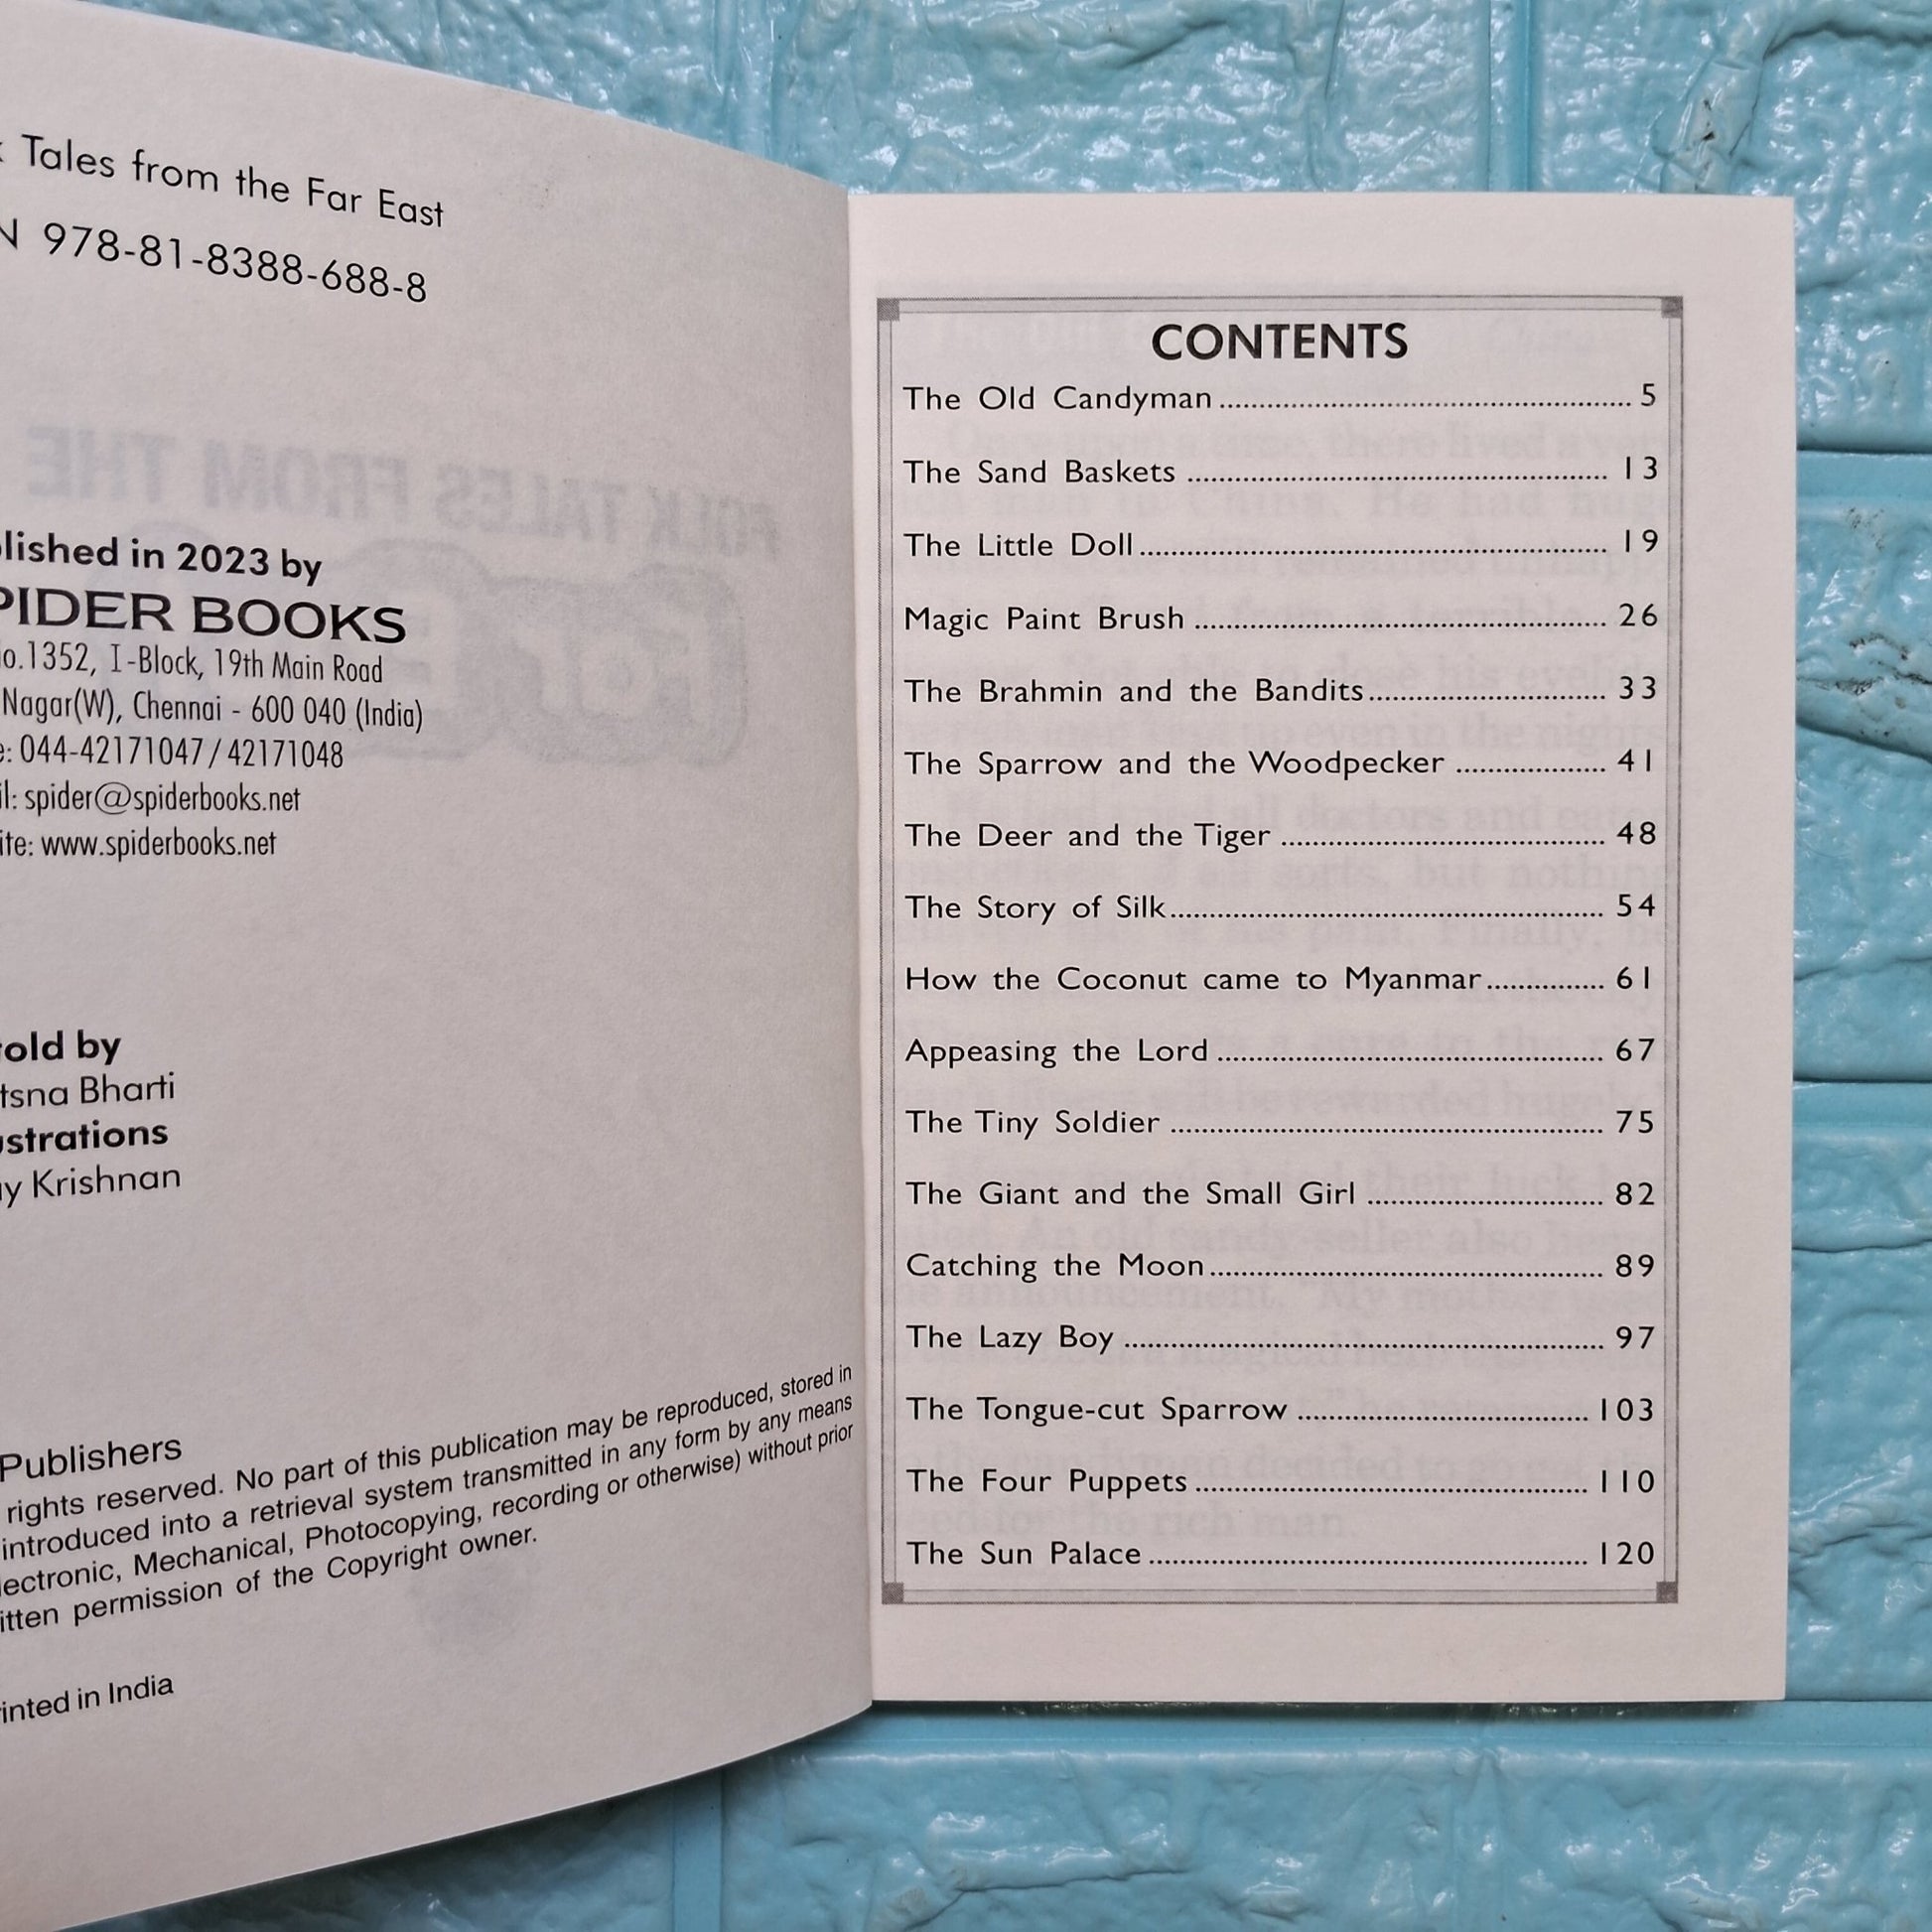 Tales from the Far East
978-81-8388-688-8
lished in 2023 by
PIDER BOOKS
o.1352, I-Block, 19th Main Road
Nagar(W), Chennai - 600 040 (India)
e: 044-42171047 / 42171048
il: spider@spiderbooks.net
ite: www.spiderbooks.net
told by
tsna Bharti
ustrations
ay Krishnan
Publishers
rights reserved. No part of this publication may be reproduced, stored in
introduced into a retrieval system transmitted in any form by any means
lectronic, Mechanical, Photocopying, recording or otherwise) without prior
itten permission of the Copyright owner.
rinted in India
CONTENTS
The Old Candyman ........ 5
The Sand Baskets ........ 13
The Little Doll ........ 19
Magic Paint Brush ........ 26
The Brahmin and the Bandits ........ 33
The Sparrow and the Woodpecker ........ 41
The Deer and the Tiger ........ 48
The Story of Silk ........ 54
How the Coconut came to Myanmar ........ 61
Appeasing the Lord ........ 67
The Tiny Soldier ........ 75
The Giant and the Small Girl ........ 82
Catching the Moon ........ 89
The Lazy Boy ........ 97
The Tongue-cut Sparrow ........ 103
The Four Puppets ........ 110
The Sun Palace ........ 120